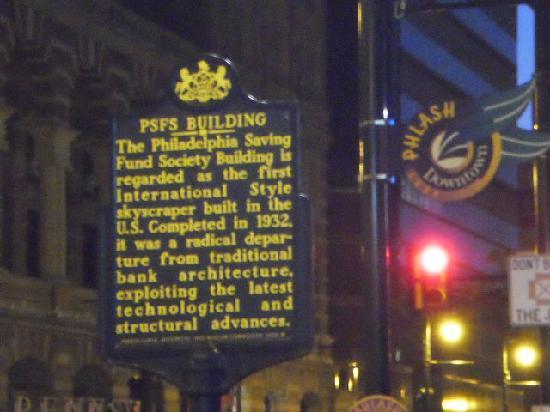 PSFS BUILDING
The Philadelphia Saving
Fund Society Building is
regarded as the first
International Style
skyscraper built in the
U.S. Completed in 1932,
it was a radical depar-
ture from traditional
bank architecture,
exploiting the latest
technological and
structural advances.
PHLASH
Downtown
DON'T
THE